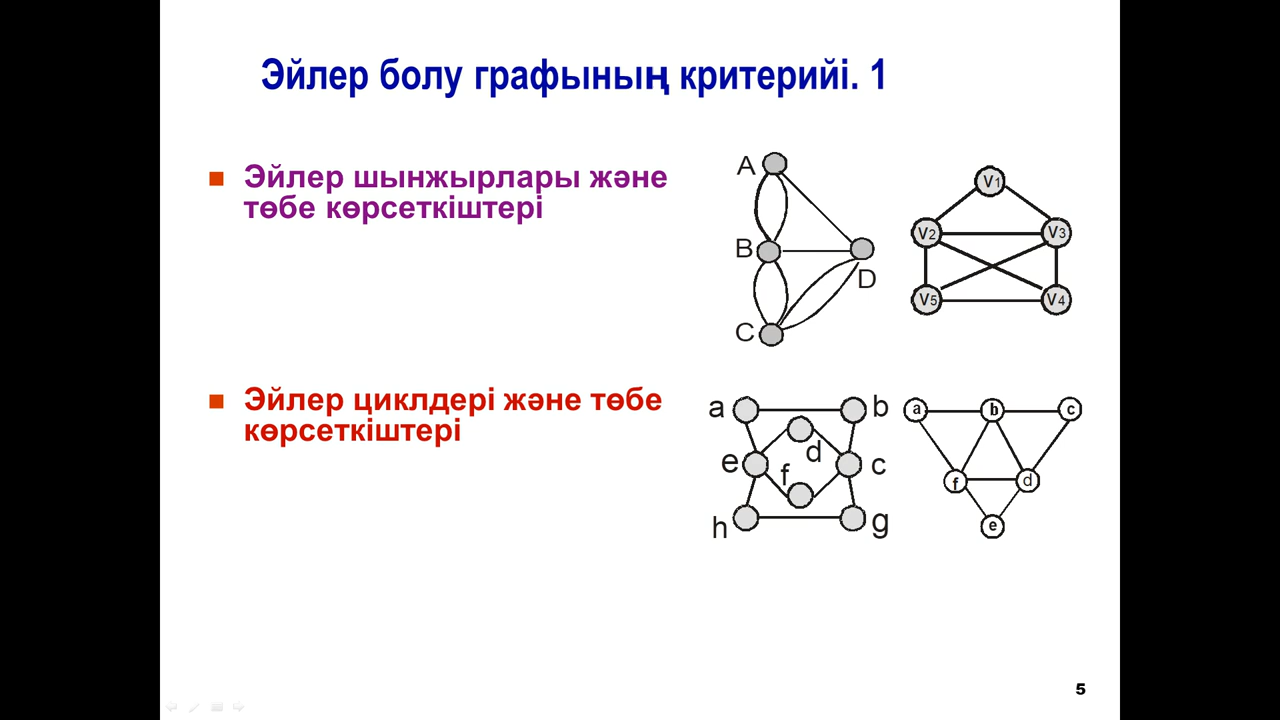 Эйлер болу графының критерийі. 1
Эйлер шынжырлары және
төбе көрсеткіштері
A
B
D
C
V1
V2
V3
V5
V4
Эйлер циклдері және төбе
көрсеткіштері
a
b
d
e
f
c
h
g
a
b
c
f
d
e
5